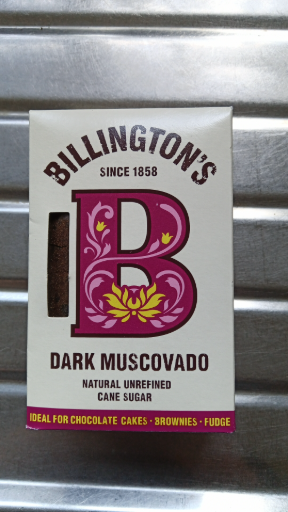 BILLINGTON'S
SINCE 1858
B
DARK MUSCOVADO
NATURAL UNREFINED
CANE SUGAR
IDEAL FOR CHOCOLATE CAKES · BROWNIES · FUDGE